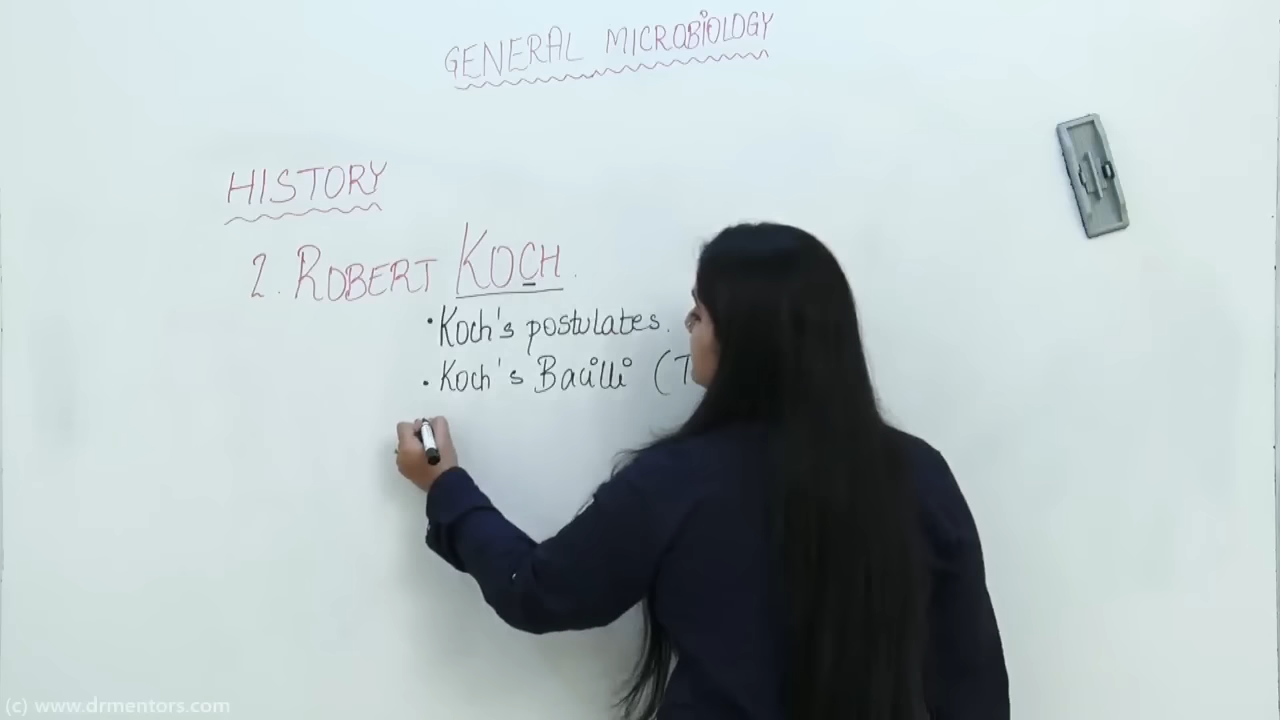 GENERAL MICROBIOLOGY
HISTORY
2. ROBERT KOCH.
• Koch's postulates.
• Koch's Bacilli (T
(c) www.drmentors.com